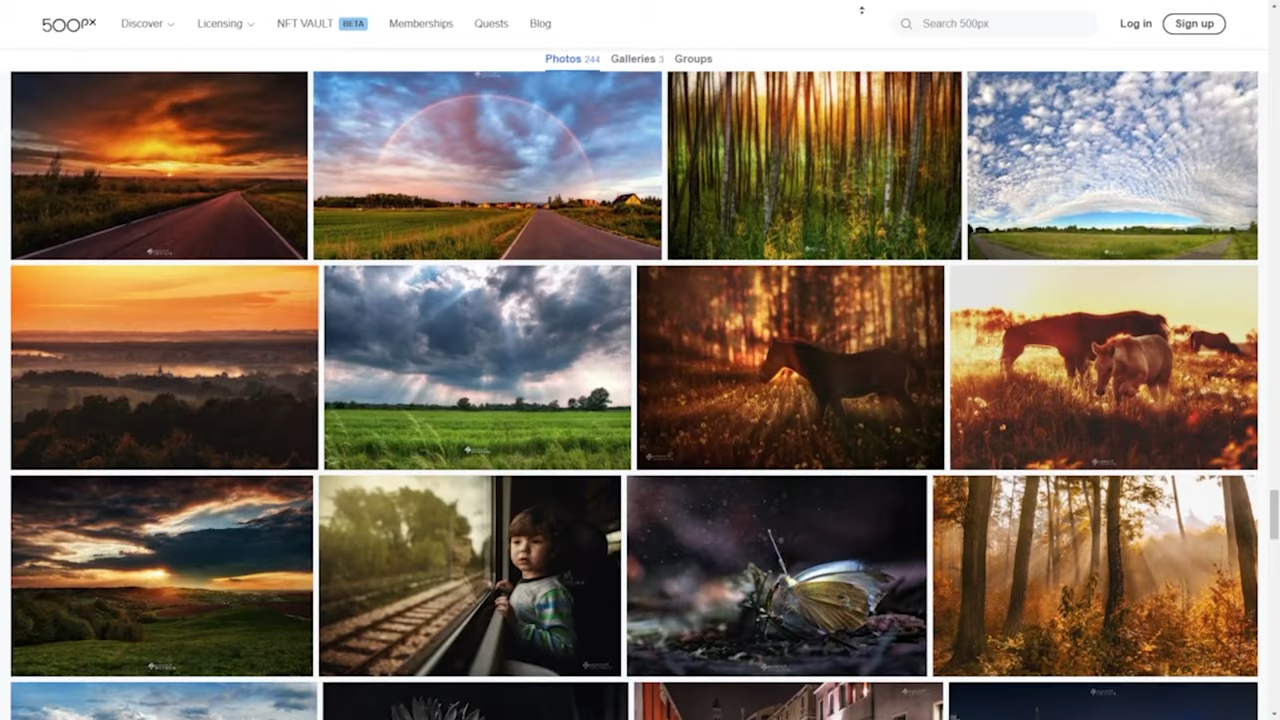 500px Discover Licensing NFT VAULT BETA Memberships Quests Blog Search 500px Log in Sign up
Photos 244 Galleries 3 Groups